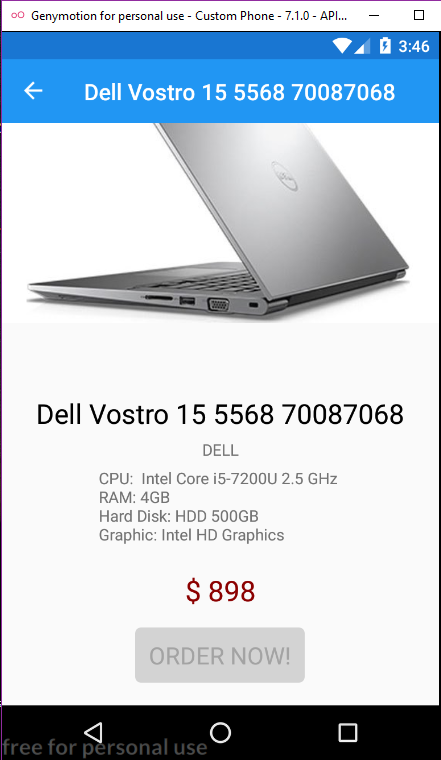 Genymotion for personal use - Custom Phone - 7.1.0 - API...
3:46
Dell Vostro 15 5568 70087068
DELL
Dell Vostro 15 5568 70087068
DELL
CPU:  Intel Core i5-7200U 2.5 GHz
RAM: 4GB
Hard Disk: HDD 500GB
Graphic: Intel HD Graphics
$ 898
ORDER NOW!
free for personal use